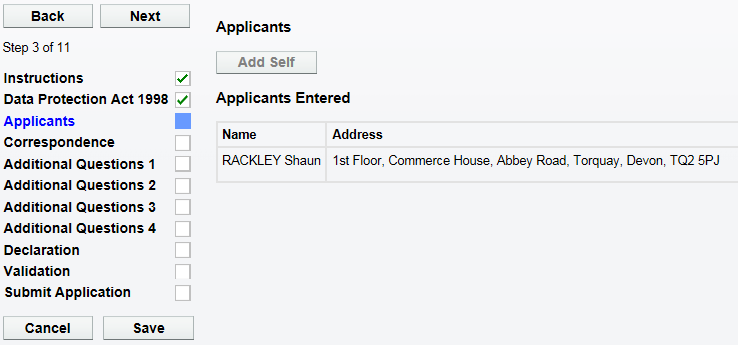 Back Next
Step 3 of 11
Instructions
Data Protection Act 1998
Applicants
Correspondence
Additional Questions 1
Additional Questions 2
Additional Questions 3
Additional Questions 4
Declaration
Validation
Submit Application
Cancel Save
Applicants
Add Self
Applicants Entered
Name Address
RACKLEY Shaun 1st Floor, Commerce House, Abbey Road, Torquay, Devon, TQ2 5PJ